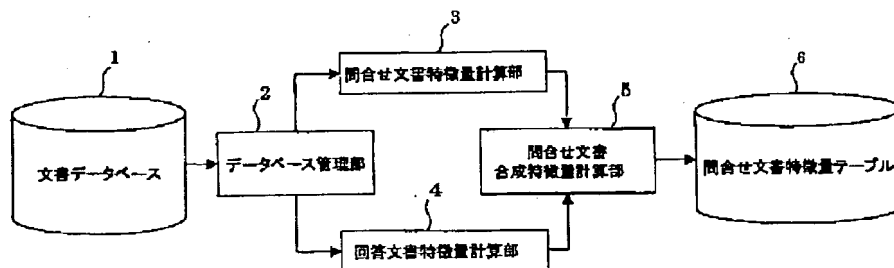 1
文書データベース
2
データベース管理部
3
問合せ文書特徴量計算部
4
回答文書特徴量計算部
5
問合せ文書
合成特徴量計算部
6
問合せ文書特徴量テーブル